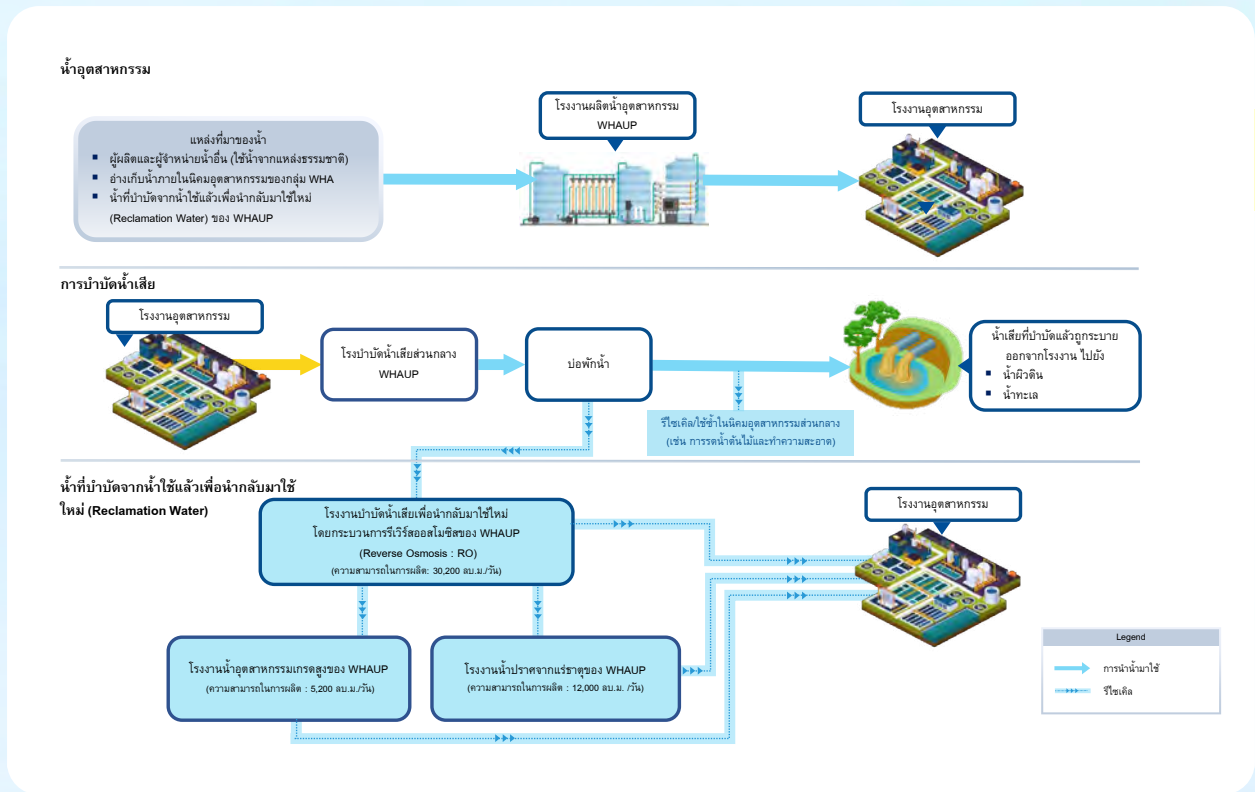 น้ำอุตสาหกรรม
แหล่งที่มาของน้ำ
▪ ผู้ผลิตและผู้จำหน่ายน้ำอื่น (ใช้น้ำจากแหล่งธรรมชาติ)
▪ อ่างเก็บน้ำภายในนิคมอุตสาหกรรมของกลุ่ม WHA
▪ น้ำที่บำบัดจากน้ำใช้แล้วเพื่อนำกลับมาใช้ใหม่
(Reclamation Water) ของ WHAUP
โรงงานผลิตน้ำอุตสาหกรรม
WHAUP
โรงงานอุตสาหกรรม
การบำบัดน้ำเสีย
โรงงานอุตสาหกรรม
โรงบำบัดน้ำเสียส่วนกลาง
WHAUP
บ่อพักน้ำ
น้ำเสียที่บำบัดแล้วถูกระบาย
ออกจากโรงงาน ไปยัง
▪ น้ำผิวดิน
▪ น้ำทะเล
รีไซเคิล/ใช้ซ้ำในนิคมอุตสาหกรรมส่วนกลาง
(เช่น การรดน้ำต้นไม้และทำความสะอาด)
น้ำที่บำบัดจากน้ำใช้แล้วเพื่อนำกลับมาใช้
ใหม่ (Reclamation Water)
โรงงานบำบัดน้ำเสียเพื่อนำกลับมาใช้ใหม่
โดยกระบวนการรีเวิร์สออสโมซิสของ WHAUP
(Reverse Osmosis : RO)
(ความสามารถในการผลิต: 30,200 ลบ.ม./วัน)
โรงงานอุตสาหกรรม
โรงงานน้ำอุตสาหกรรมเกรดสูงของ WHAUP
(ความสามารถในการผลิต : 5,200 ลบ.ม./วัน)
โรงงานน้ำปราศจากแร่ธาตุของ WHAUP
(ความสามารถในการผลิต : 12,000 ลบ.ม. /วัน)
Legend
การนำน้ำมาใช้
รีไซเคิล